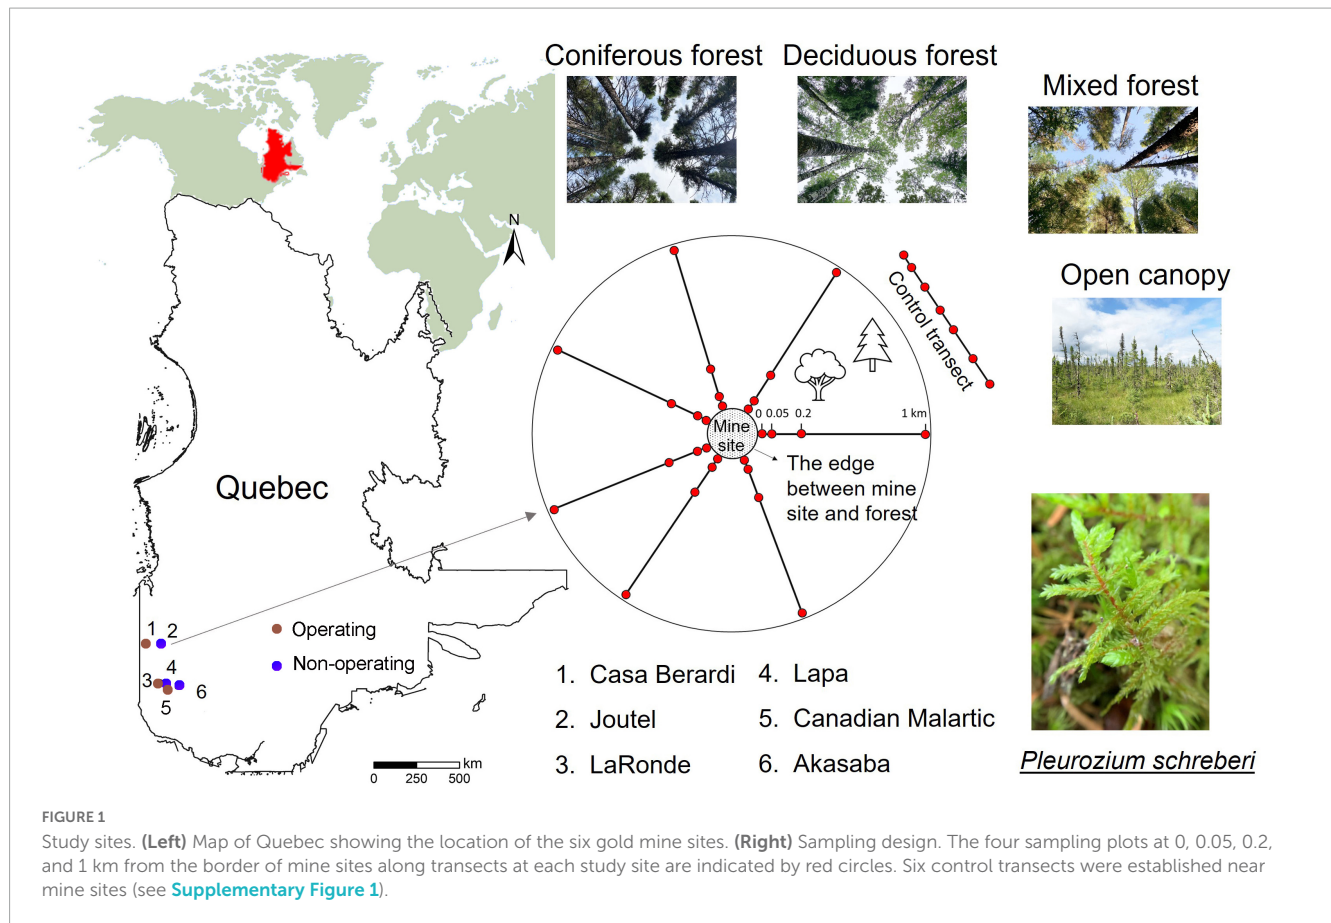 Coniferous forest
Deciduous forest
Mixed forest
Open canopy
N
Control transect
0 0.05 0.2 1 km
Mine
site
The edge
between mine
site and forest
Quebec
1 2
Operating
Non-operating
3 4
5 6
km
0 250 500
1. Casa Berardi
2. Joutel
3. LaRonde
4. Lapa
5. Canadian Malartic
6. Akasaba
Pleurozium schreberi
FIGURE 1
Study sites. (Left) Map of Quebec showing the location of the six gold mine sites. (Right) Sampling design. The four sampling plots at 0, 0.05, 0.2,
and 1 km from the border of mine sites along transects at each study site are indicated by red circles. Six control transects were established near
mine sites (see Supplementary Figure 1).